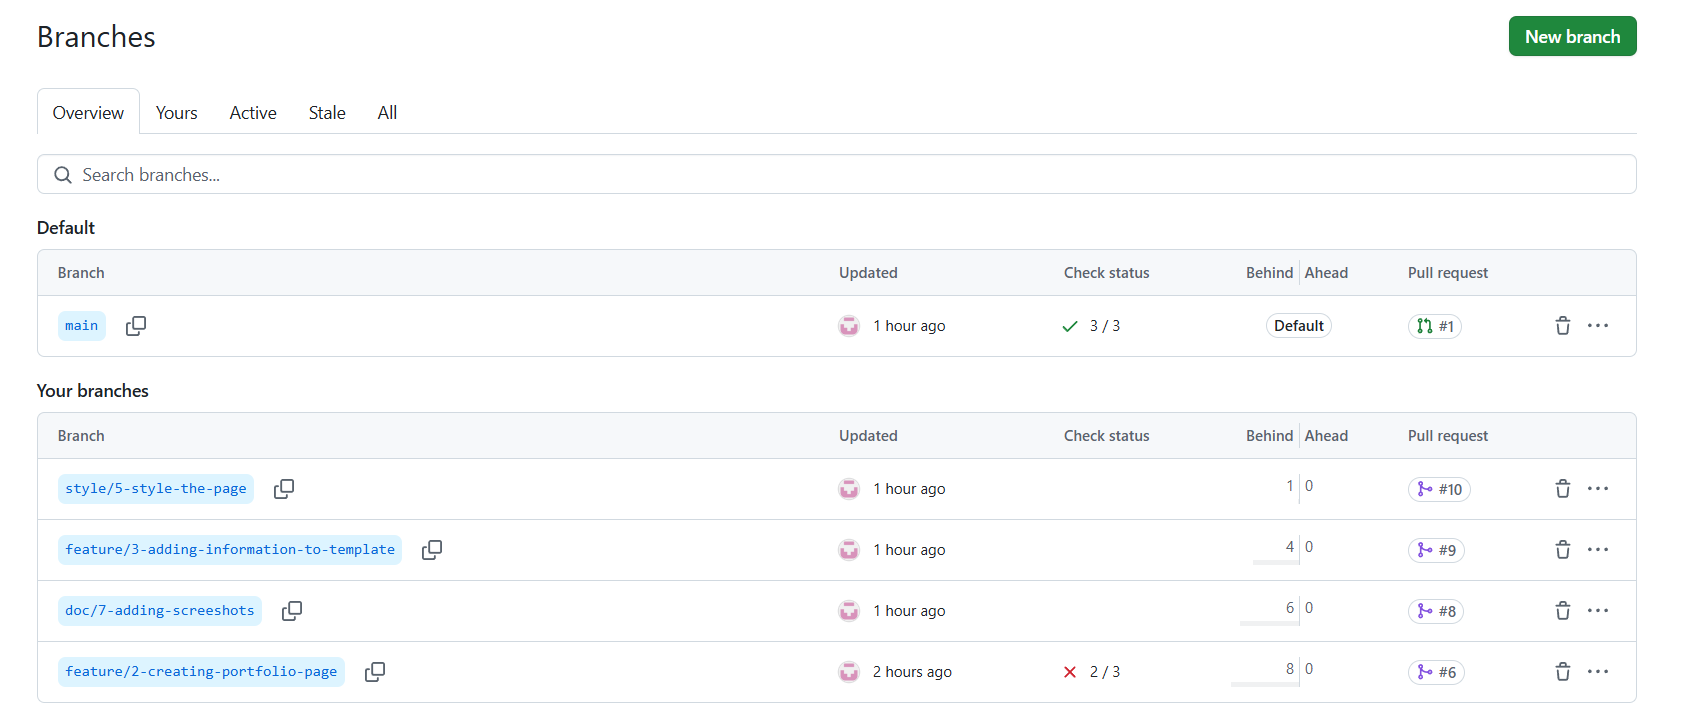 Branches
New branch
Overview Yours Active Stale All
Search branches...
Default
Branch Updated Check status Behind Ahead Pull request
main 1 hour ago 3 / 3 Default #1
Your branches
Branch Updated Check status Behind Ahead Pull request
style/5-style-the-page 1 hour ago 1 0 #10
feature/3-adding-information-to-template 1 hour ago 4 0 #9
doc/7-adding-screeshots 1 hour ago 6 0 #8
feature/2-creating-portfolio-page 2 hours ago 2 / 3 8 0 #6